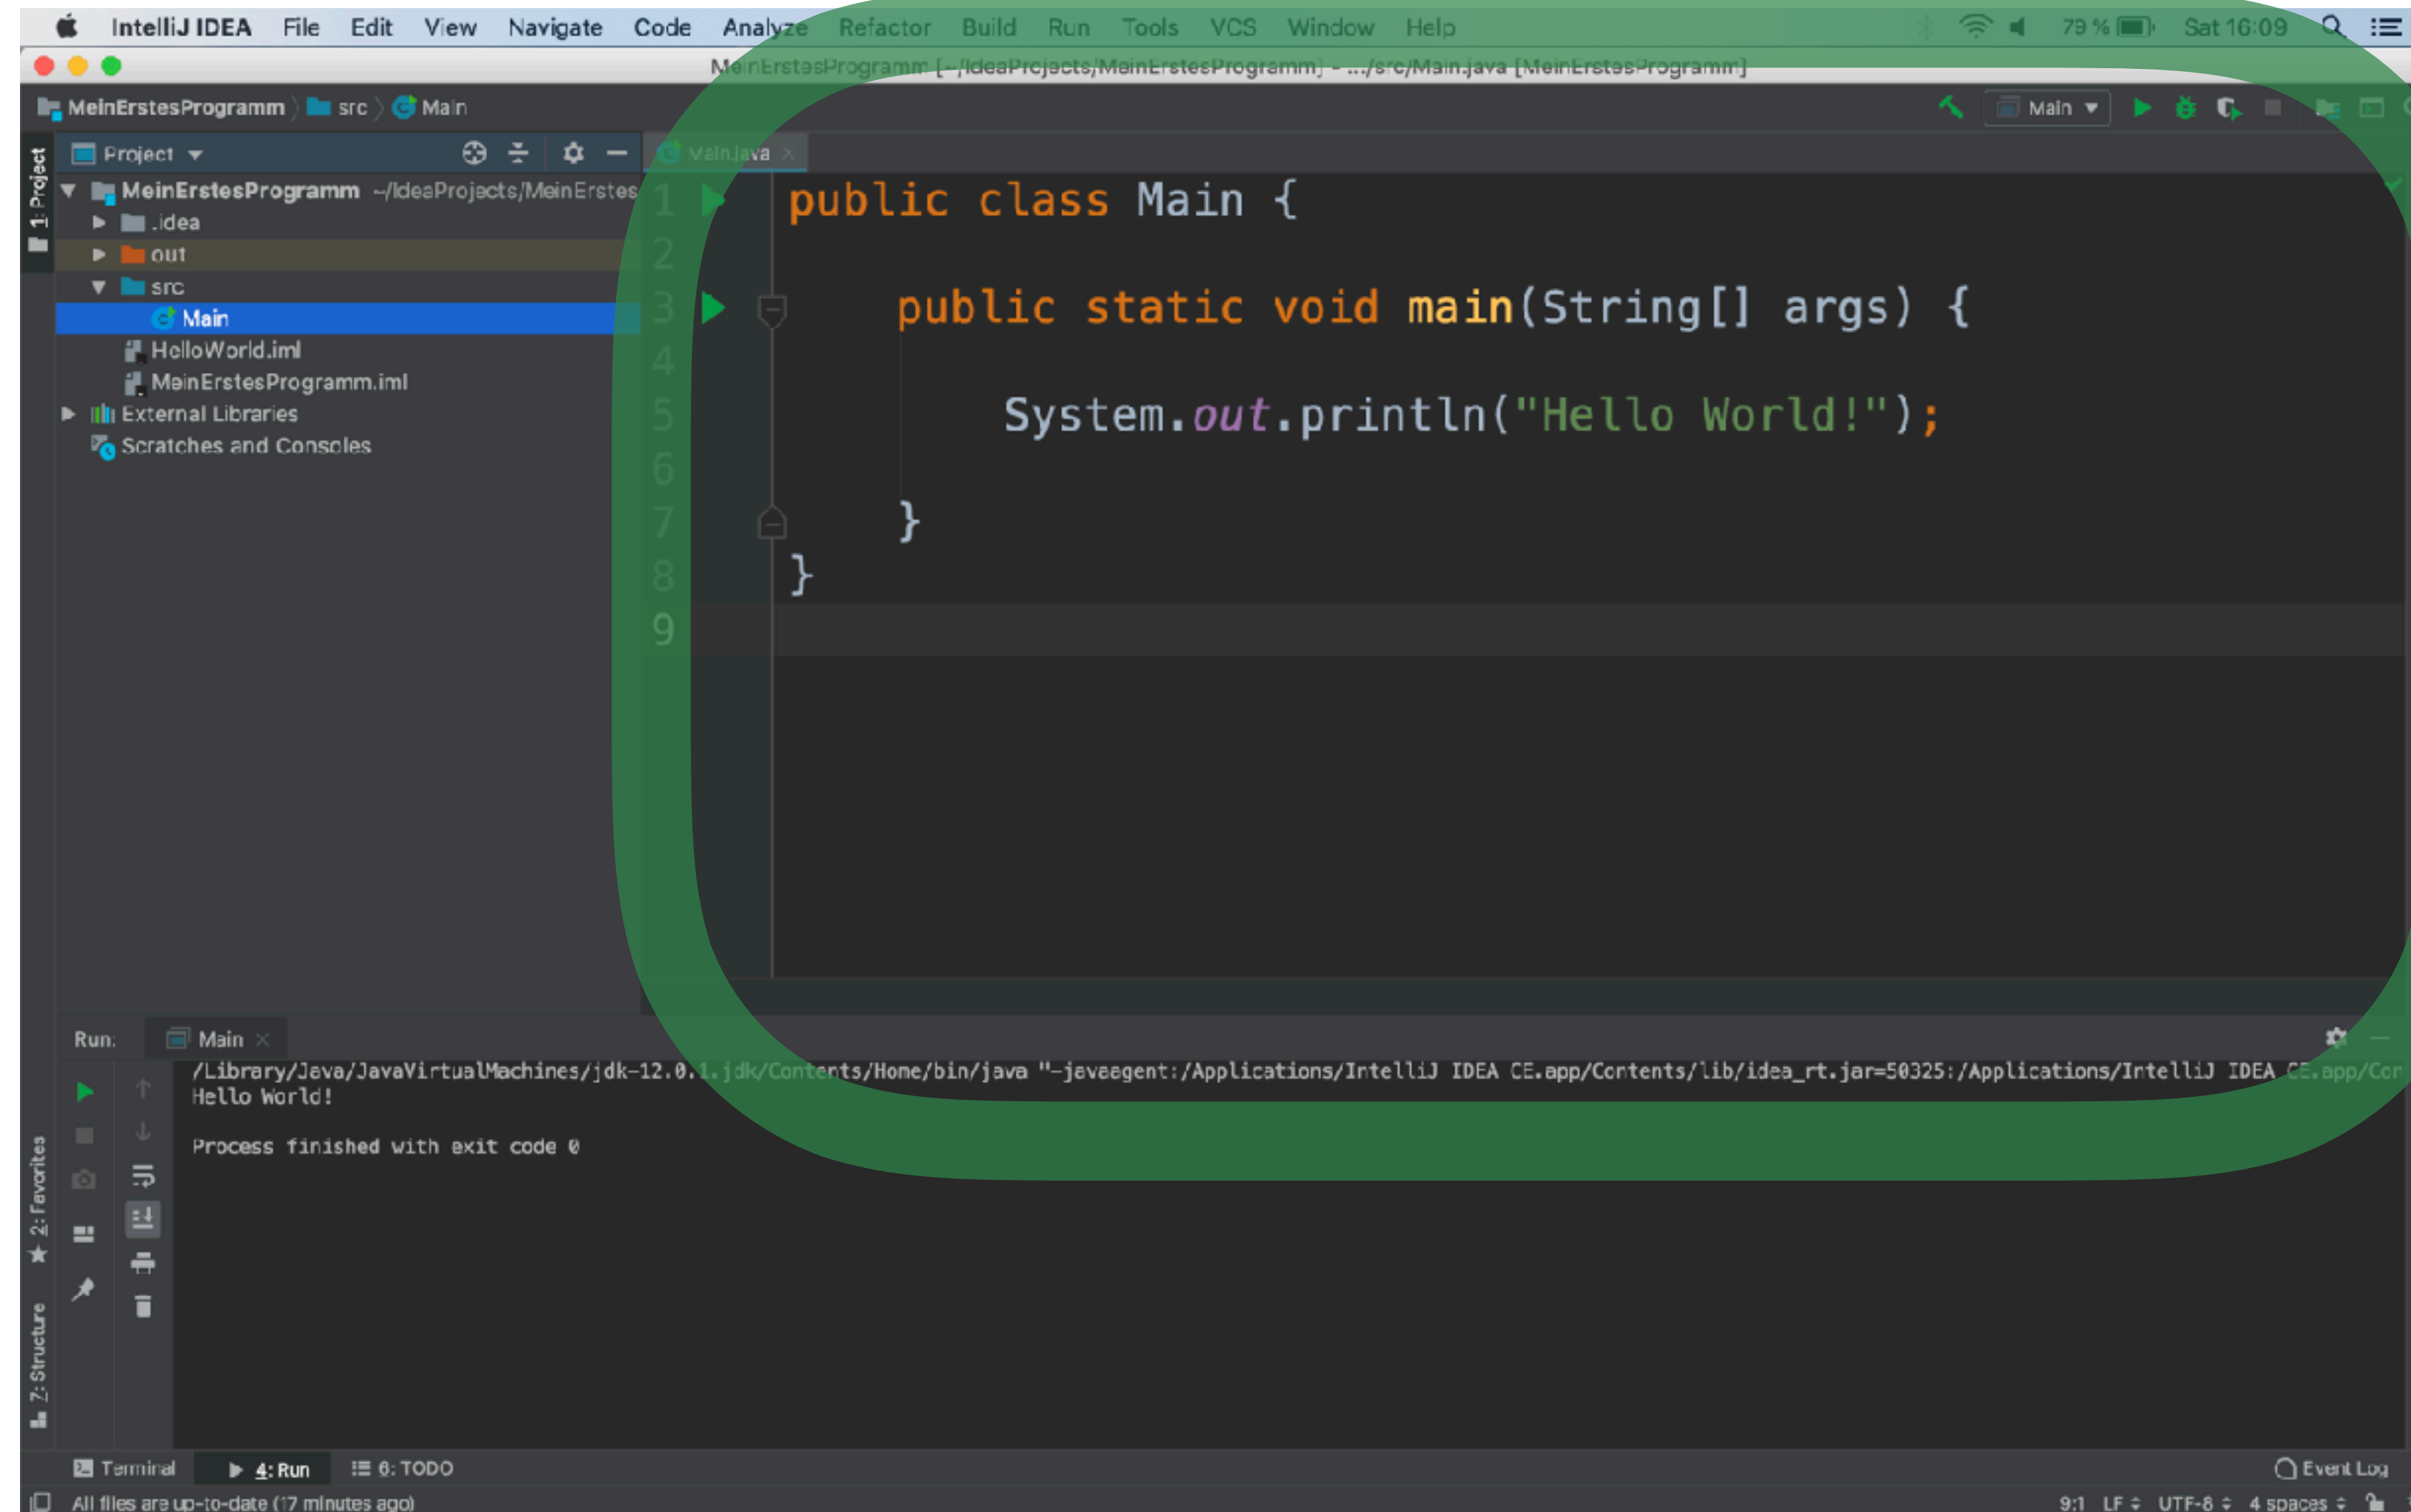 IntelliJ IDEA File Edit View Navigate Code Analyze Refactor Build Run Tools VCS Window Help 79 % Sat 16:09
MeinErstesProgramm [~/IdeaProjects/MeinErstesProgramm] - .../src/Main.java [MeinErstesProgramm]
MeinErstesProgramm src Main
Main
1: Project
Project
Main.java
MeinErstesProgramm ~/IdeaProjects/MeinErstes
.idea
out
src
Main
HelloWorld.iml
MeinErstesProgramm.iml
External Libraries
Scratches and Consoles
1 public class Main {
2
3 public static void main(String[] args) {
4
5 System.out.println("Hello World!");
6
7 }
8 }
9
Run: Main
/Library/Java/JavaVirtualMachines/jdk-12.0.1.jdk/Contents/Home/bin/java "-javaagent:/Applications/IntelliJ IDEA CE.app/Contents/lib/idea_rt.jar=50325:/Applications/IntelliJ IDEA CE.app/Con
Hello World!
Process finished with exit code 0
2: Favorites
7: Structure
Terminal 4: Run 6: TODO Event Log
All files are up-to-date (17 minutes ago) 9:1 LF UTF-8 4 spaces